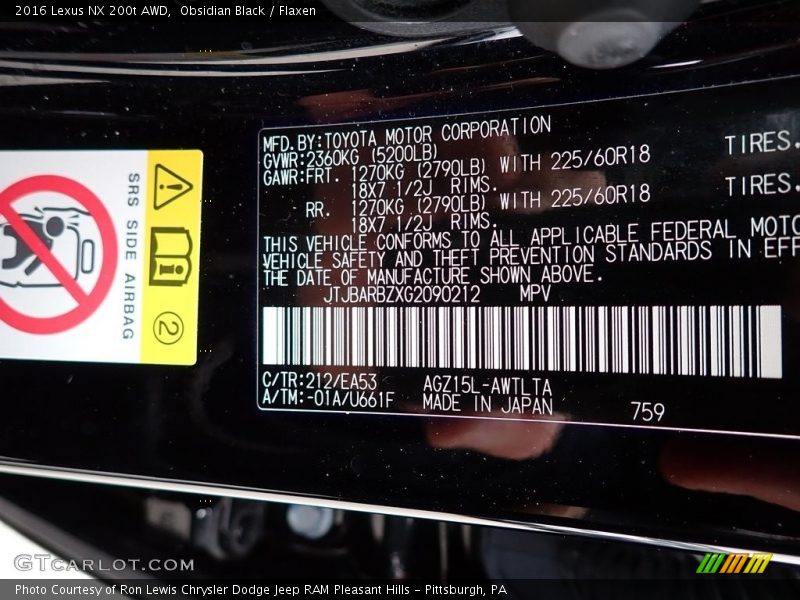 2016 Lexus NX 200t AWD,  Obsidian Black / Flaxen
SRS SIDE AIRBAG
2
MFD.BY:TOYOTA MOTOR CORPORATION
GVWR:2360KG (5200LB)
GAWR:FRT. 1270KG (2790LB) WITH 225/60R18 TIRES.
18X7 1/2J RIMS.
RR. 1270KG (2790LB) WITH 225/60R18 TIRES.
18X7 1/2J RIMS.
THIS VEHICLE CONFORMS TO ALL APPLICABLE FEDERAL MOTO
VEHICLE SAFETY AND THEFT PREVENTION STANDARDS IN EFF
THE DATE OF MANUFACTURE SHOWN ABOVE.
JTJBARBZXG2090212 MPV
C/TR:212/EA53 AGZ15L-AWTLTA
A/TM:-01A/U661F MADE IN JAPAN 759
GTCARLOT.COM
Photo Courtesy of Ron Lewis Chrysler Dodge Jeep RAM Pleasant Hills - Pittsburgh, PA